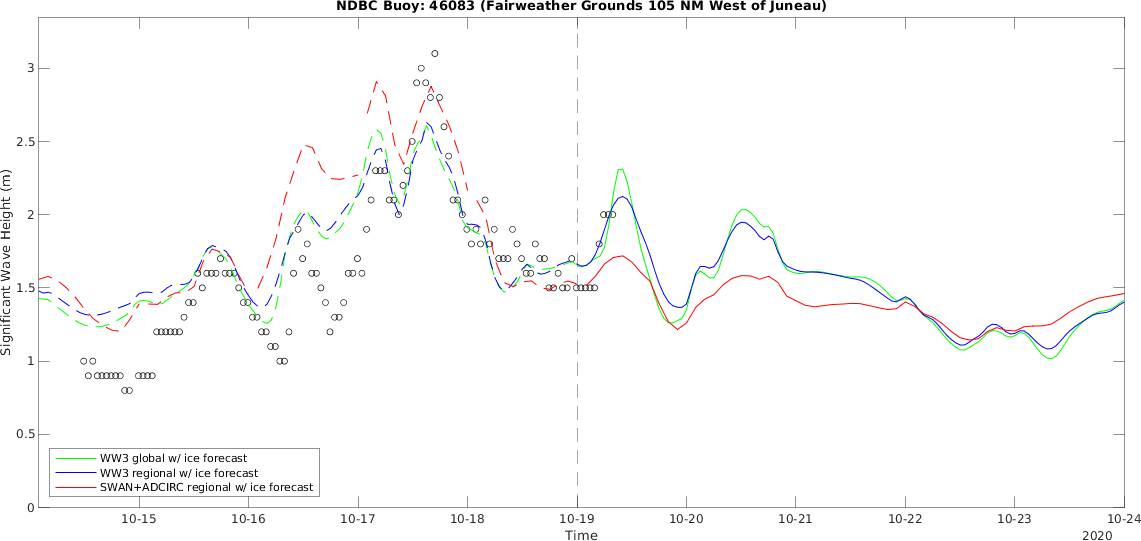 NDBC Buoy: 46083 (Fairweather Grounds 105 NM West of Juneau)
Significant Wave Height (m)
3
2.5
2
1.5
1
0.5
0
WW3 global w/ ice forecast
WW3 regional w/ ice forecast
SWAN+ADCIRC regional w/ ice forecast
10-15 10-16 10-17 10-18 10-19 10-20 10-21 10-22 10-23 10-24
Time
2020